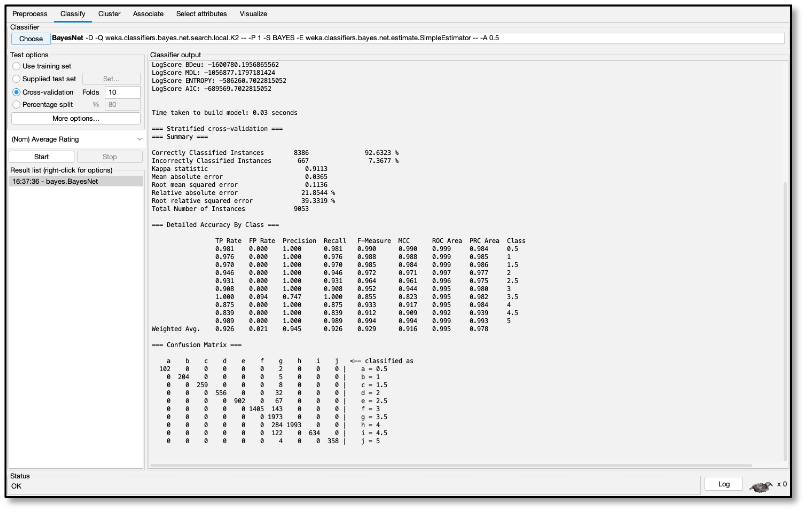 Preprocess Classify Cluster Associate Select attributes Visualize
Classifier
Choose BayesNet -D -Q weka.classifiers.bayes.net.search.local.K2 -- -P 1 -S BAYES -E weka.classifiers.bayes.net.estimate.SimpleEstimator -- -A 0.5
Test options
Use training set
Supplied test set Set...
Cross-validation Folds 10
Percentage split % 80
More options...
(Nom) Average Rating
Start Stop
Result list (right-click for options)
16:37:36 - bayes.BayesNet
Classifier output
LogScore BDeu: -1600780.1956865562
LogScore MDL: -1056877.1797181424
LogScore ENTROPY: -586260.7022815052
LogScore AIC: -689569.7022815052
Time taken to build model: 0.03 seconds
=== Stratified cross-validation ===
=== Summary ===
Correctly Classified Instances 8386 92.6323 %
Incorrectly Classified Instances 667 7.3677 %
Kappa statistic 0.9113
Mean absolute error 0.0365
Root mean squared error 0.1136
Relative absolute error 21.8544 %
Root relative squared error 39.3319 %
Total Number of Instances 9053
=== Detailed Accuracy By Class ===
TP Rate FP Rate Precision Recall F-Measure MCC ROC Area PRC Area Class
0.981 0.000 1.000 0.981 0.990 0.990 0.999 0.984 0.5
0.976 0.000 1.000 0.976 0.988 0.988 0.999 0.985 1
0.970 0.000 1.000 0.970 0.985 0.984 0.999 0.986 1.5
0.946 0.000 1.000 0.946 0.972 0.971 0.997 0.977 2
0.931 0.000 1.000 0.931 0.964 0.961 0.996 0.975 2.5
0.908 0.000 1.000 0.908 0.952 0.944 0.995 0.980 3
1.000 0.094 0.747 1.000 0.855 0.823 0.995 0.982 3.5
0.875 0.000 1.000 0.875 0.933 0.917 0.995 0.984 4
0.839 0.000 1.000 0.839 0.912 0.909 0.992 0.939 4.5
0.989 0.000 1.000 0.989 0.994 0.994 0.999 0.993 5
Weighted Avg. 0.926 0.021 0.945 0.926 0.929 0.916 0.995 0.978
=== Confusion Matrix ===
a b c d e f g h i j <-- classified as
102 0 0 0 0 0 2 0 0 0 | a = 0.5
0 204 0 0 0 0 5 0 0 0 | b = 1
0 0 259 0 0 0 8 0 0 0 | c = 1.5
0 0 0 556 0 0 32 0 0 0 | d = 2
0 0 0 0 902 0 67 0 0 0 | e = 2.5
0 0 0 0 0 1405 143 0 0 0 | f = 3
0 0 0 0 0 0 1973 0 0 0 | g = 3.5
0 0 0 0 0 0 284 1993 0 0 | h = 4
0 0 0 0 0 0 122 0 634 0 | i = 4.5
0 0 0 0 0 0 4 0 0 358 | j = 5
Status
OK
Log x 0